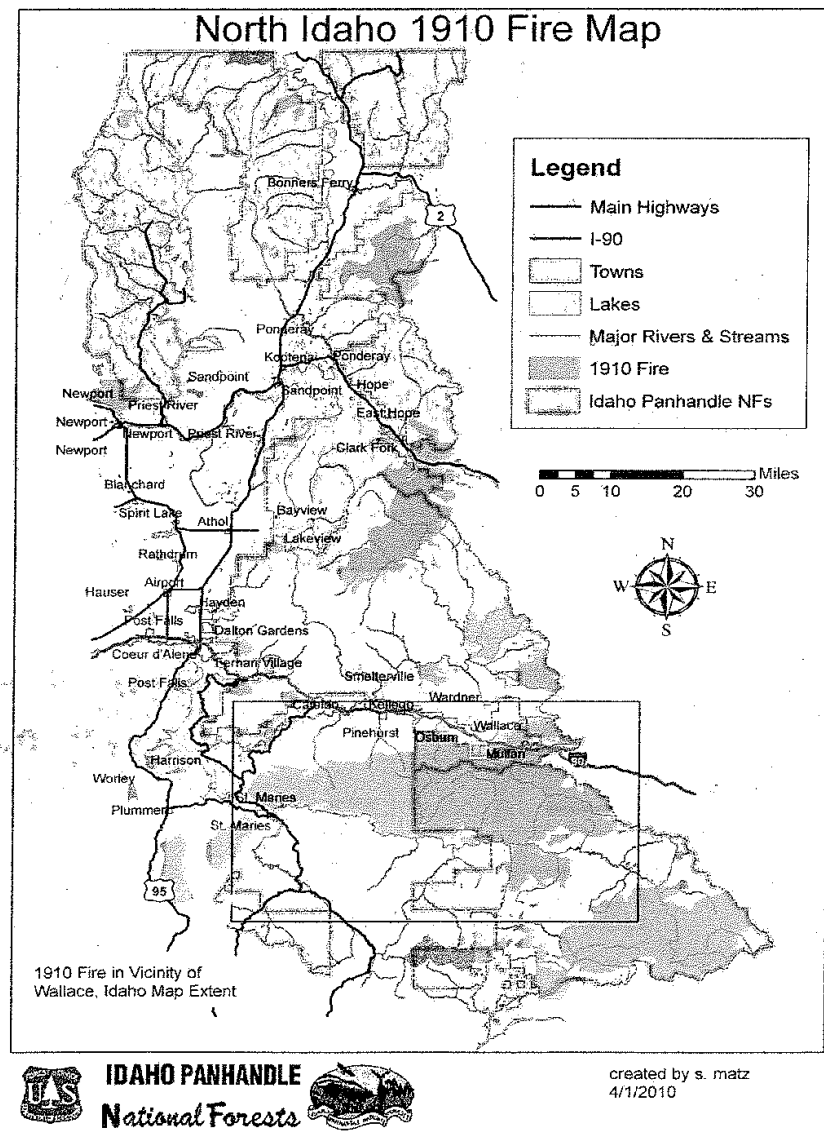 North Idaho 1910 Fire Map
Bonners Ferry
2
Legend
Main Highways
I-90
Towns
Lakes
Major Rivers & Streams
1910 Fire
Idaho Panhandle NFs
Ponderay
Kootenai
Ponderay
Sandpoint
Sandpoint
Hope
Newport
Priest River
East Hope
Newport
Newport
Priest River
Newport
Clark Fork
0 5 10 20 30 Miles
Blanchard
Spirit Lake
Athol
Bayview
Lakeview
Rathdrum
N
W E
S
Airport
Hauser
Hayden
Post Falls
Dalton Gardens
Coeur d'Alene
Fernan Village
Post Falls
Smelterville
Wardner
Cataldo
Kellogg
Wallace
Pinehurst
Osburn
Mullan
90
Harrison
Worley
Plummer
St. Maries
St. Maries
95
1910 Fire in Vicinity of
Wallace, Idaho Map Extent
U S
IDAHO PANHANDLE
National Forests
created by s. matz
4/1/2010